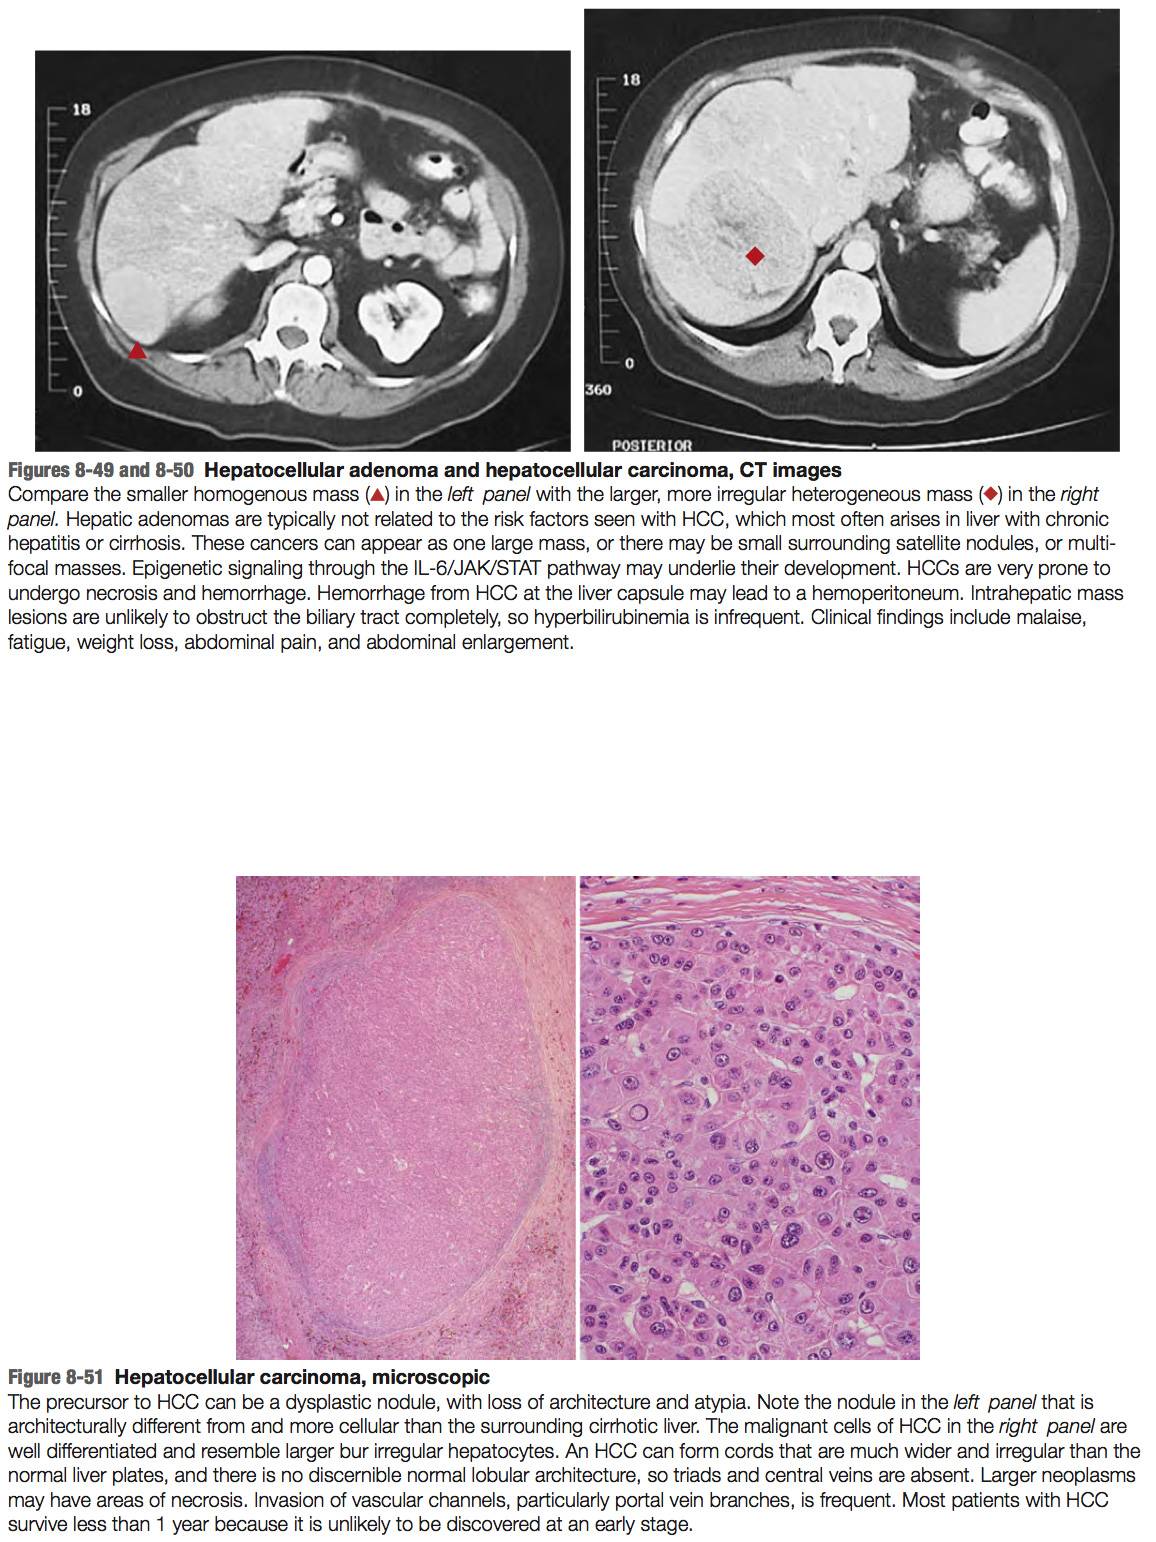 18
0
18
0
360
POSTERIOR
Figures 8-49 and 8-50 Hepatocellular adenoma and hepatocellular carcinoma, CT images
Compare the smaller homogenous mass (▲) in the left panel with the larger, more irregular heterogeneous mass (◆) in the right
panel. Hepatic adenomas are typically not related to the risk factors seen with HCC, which most often arises in liver with chronic
hepatitis or cirrhosis. These cancers can appear as one large mass, or there may be small surrounding satellite nodules, or multi-
focal masses. Epigenetic signaling through the IL-6/JAK/STAT pathway may underlie their development. HCCs are very prone to
undergo necrosis and hemorrhage. Hemorrhage from HCC at the liver capsule may lead to a hemoperitoneum. Intrahepatic mass
lesions are unlikely to obstruct the biliary tract completely, so hyperbilirubinemia is infrequent. Clinical findings include malaise,
fatigue, weight loss, abdominal pain, and abdominal enlargement.
Figure 8-51 Hepatocellular carcinoma, microscopic
The precursor to HCC can be a dysplastic nodule, with loss of architecture and atypia. Note the nodule in the left panel that is
architecturally different from and more cellular than the surrounding cirrhotic liver. The malignant cells of HCC in the right panel are
well differentiated and resemble larger bur irregular hepatocytes. An HCC can form cords that are much wider and irregular than the
normal liver plates, and there is no discernible normal lobular architecture, so triads and central veins are absent. Larger neoplasms
may have areas of necrosis. Invasion of vascular channels, particularly portal vein branches, is frequent. Most patients with HCC
survive less than 1 year because it is unlikely to be discovered at an early stage.